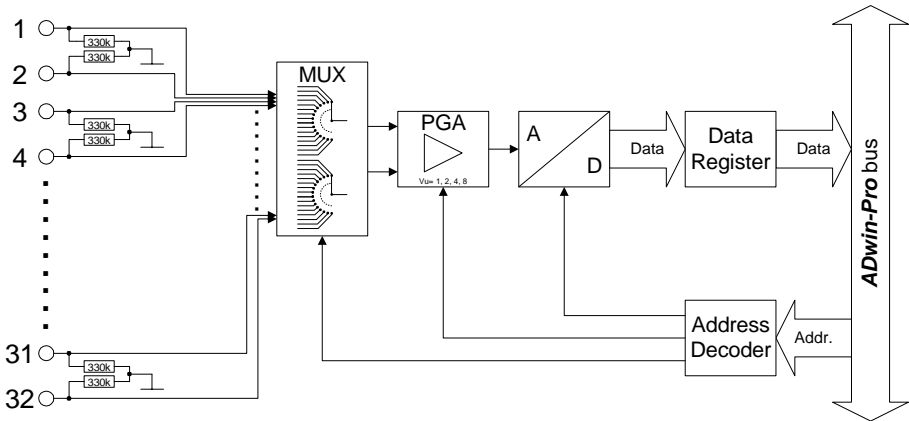 1
330k
330k
2
3
330k
330k
4
31
330k
330k
32
MUX
PGA
Vu= 1, 2, 4, 8
A
D
Data
Data
Register
Data
Address
Decoder
Addr.
ADwin-Pro bus